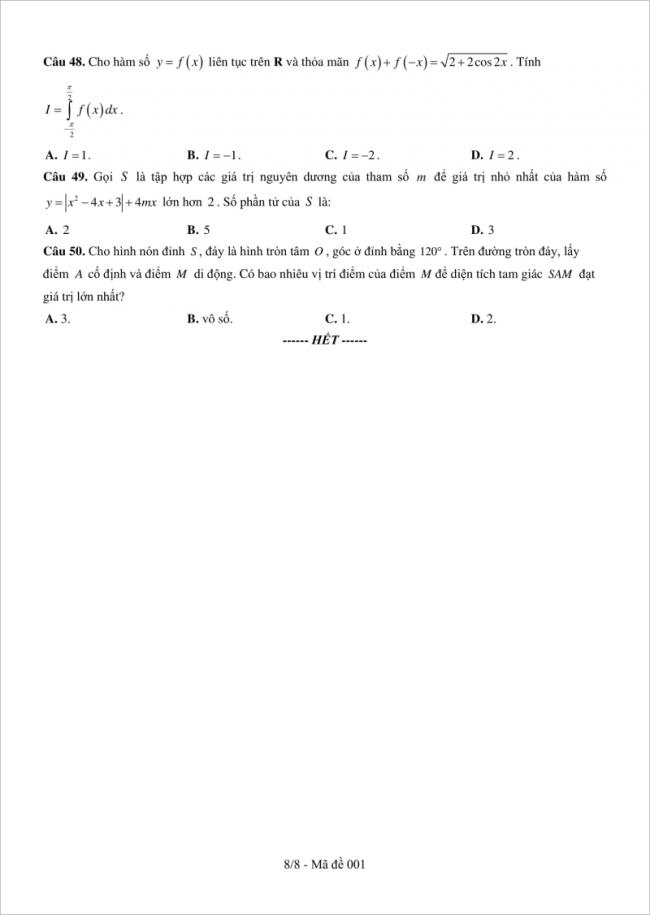 Câu 48. Cho hàm số y = f(x) liên tục trên R và thỏa mãn f(x) + f(−x) = √(2 + 2cos2x). Tính
I = ∫_{−π/2}^{π/2} f(x)dx.
A. I = 1. B. I = −1. C. I = −2. D. I = 2.
Câu 49. Gọi S là tập hợp các giá trị nguyên dương của tham số m để giá trị nhỏ nhất của hàm số
y = |x² − 4x + 3| + 4mx lớn hơn 2. Số phần tử của S là:
A. 2 B. 5 C. 1 D. 3
Câu 50. Cho hình nón đỉnh S, đáy là hình tròn tâm O, góc ở đỉnh bằng 120°. Trên đường tròn đáy, lấy
điểm A cố định và điểm M di động. Có bao nhiêu vị trí điểm của điểm M để diện tích tam giác SAM đạt
giá trị lớn nhất?
A. 3. B. vô số. C. 1. D. 2.
------ HẾT ------
8/8 - Mã đề 001